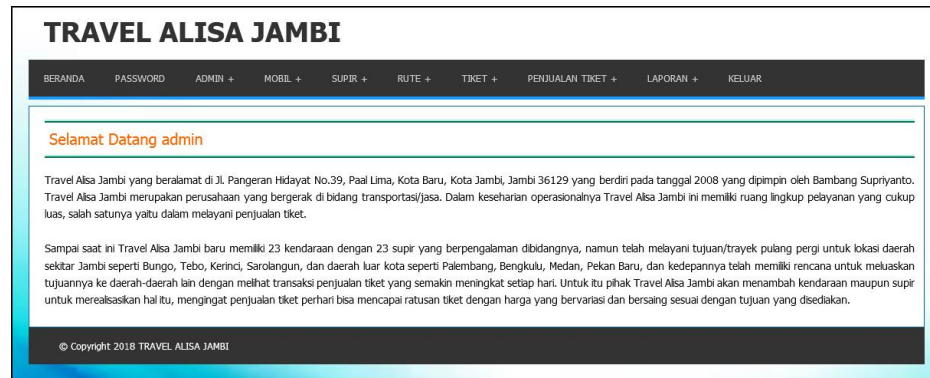 TRAVEL ALISA JAMBI
BERANDA PASSWORD ADMIN + MOBIL + SUPIR + RUTE + TIKET + PENJUALAN TIKET + LAPORAN + KELUAR
Selamat Datang admin
Travel Alisa Jambi yang beralamat di Jl. Pangeran Hidayat No.39, Paal Lima, Kota Baru, Kota Jambi, Jambi 36129 yang berdiri pada tanggal 2008 yang dipimpin oleh Bambang Supriyanto.
Travel Alisa Jambi merupakan perusahaan yang bergerak di bidang transportasi/jasa. Dalam keseharian operasionalnya Travel Alisa Jambi ini memiliki ruang lingkup pelayanan yang cukup
luas, salah satunya yaitu dalam melayani penjualan tiket.
Sampai saat ini Travel Alisa Jambi baru memiliki 23 kendaraan dengan 23 supir yang berpengalaman dibidangnya, namun telah melayani tujuan/trayek pulang pergi untuk lokasi daerah
sekitar Jambi seperti Bungo, Tebo, Kerinci, Sarolangun, dan daerah luar kota seperti Palembang, Bengkulu, Medan, Pekan Baru, dan kedepannya telah memiliki rencana untuk meluaskan
tujuannya ke daerah-daerah lain dengan melihat transaksi penjualan tiket yang semakin meningkat setiap hari. Untuk itu pihak Travel Alisa Jambi akan menambah kendaraan maupun supir
untuk merealisasikan hal itu, mengingat penjualan tiket perhari bisa mencapai ratusan tiket dengan harga yang bervariasi dan bersaing sesuai dengan tujuan yang disediakan.
© Copyright 2018 TRAVEL ALISA JAMBI